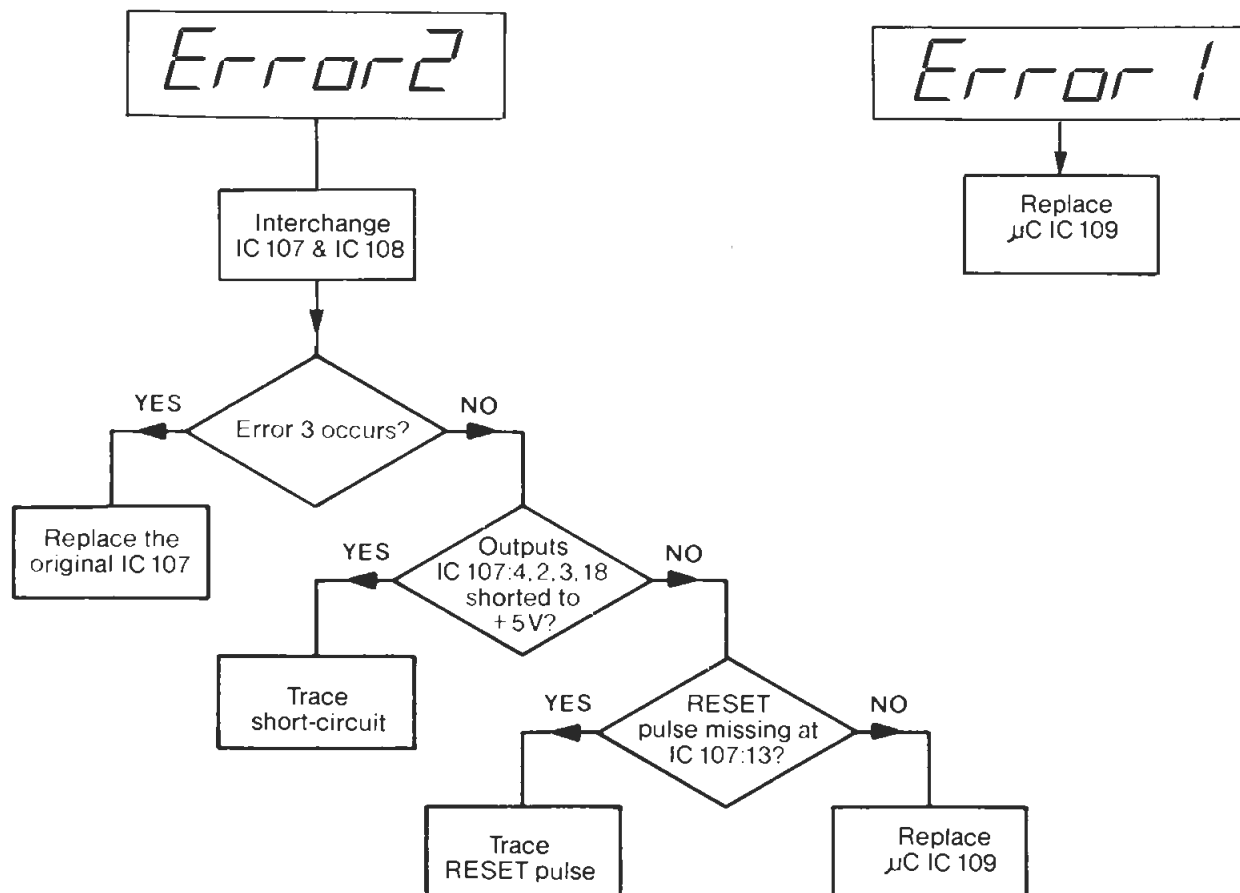 Error2
Interchange
IC 107 & IC 108
YES
NO
Error 3 occurs?
Replace the
original IC 107
YES
NO
Outputs
IC 107:4,2,3,18
shorted to
+5V?
Trace
short-circuit
YES
NO
RESET
pulse missing at
IC 107:13?
Trace
RESET pulse
Replace
µC IC 109
Error 1
Replace
µC IC 109